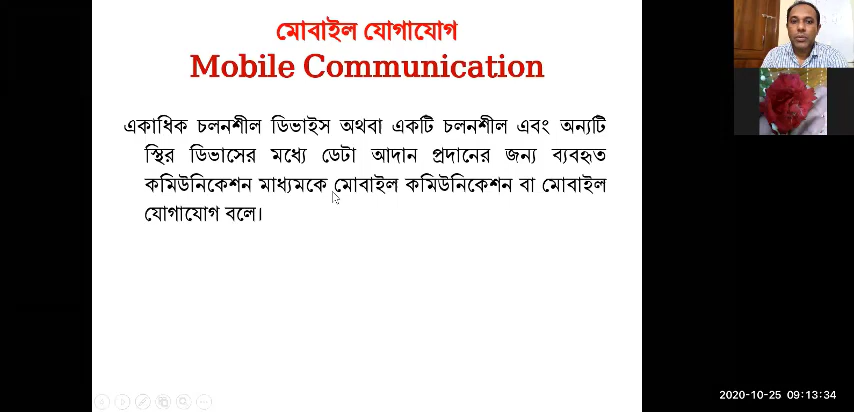 মোবাইল যোগাযোগ
Mobile Communication
একাধিক চলনশীল ডিভাইস অথবা একটি চলনশীল এবং অন্যটি
স্থির ডিভাসের মধ্যে ডেটা আদান প্রদানের জন্য ব্যবহৃত
কমিউনিকেশন মাধ্যমকে মোবাইল কমিউনিকেশন বা মোবাইল
যোগাযোগ বলে।
2020-10-25 09:13:34